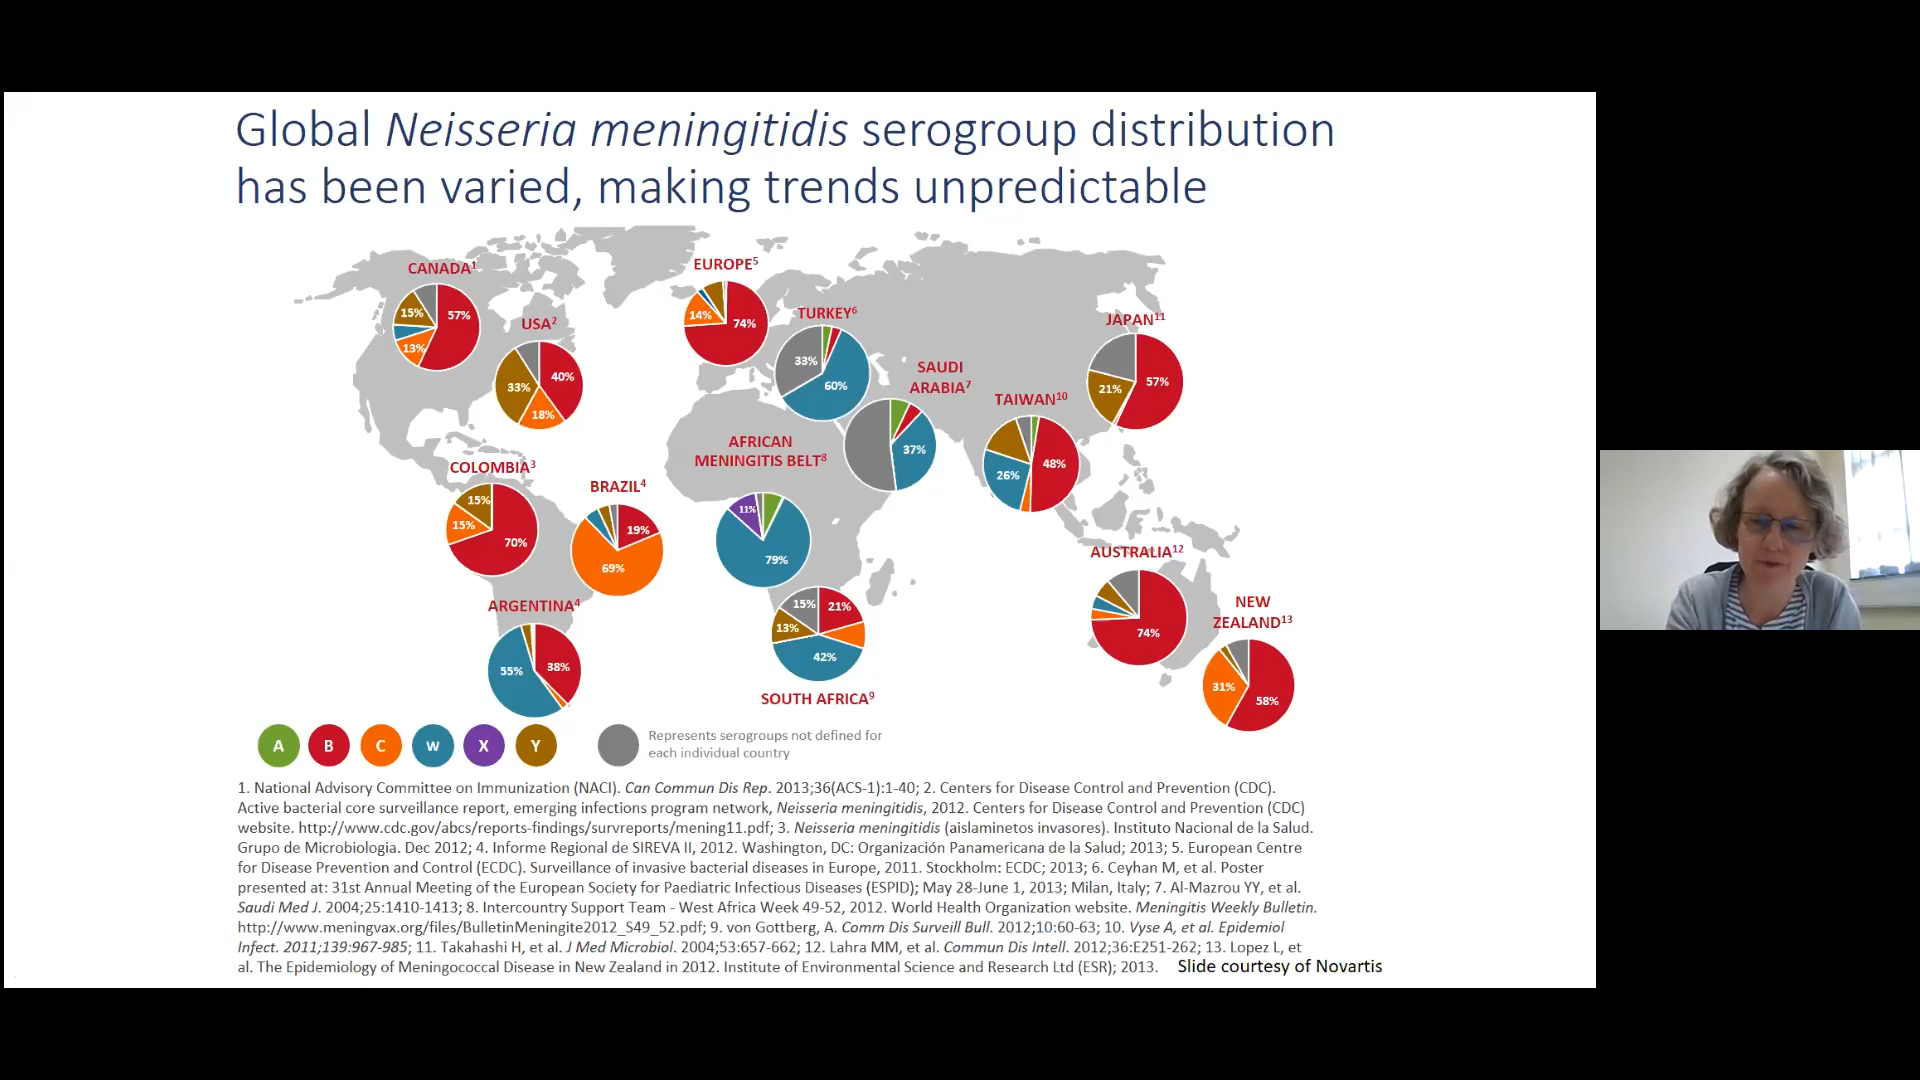 Global Neisseria meningitidis serogroup distribution
has been varied, making trends unpredictable
CANADA1
57%
15%
13%
USA2
40%
33%
18%
EUROPE5
14%
74%
TURKEY6
33%
60%
SAUDI
ARABIA7
37%
JAPAN11
57%
21%
TAIWAN10
48%
26%
AFRICAN
MENINGITIS BELT8
11%
79%
COLOMBIA3
15%
15%
70%
BRAZIL4
19%
69%
ARGENTINA4
55%
38%
15%
21%
13%
42%
SOUTH AFRICA9
AUSTRALIA12
74%
NEW
ZEALAND13
31%
58%
A B C W X Y
Represents serogroups not defined for
each individual country
1. National Advisory Committee on Immunization (NACI). Can Commun Dis Rep. 2013;36(ACS-1):1-40; 2. Centers for Disease Control and Prevention (CDC).
Active bacterial core surveillance report, emerging infections program network, Neisseria meningitidis, 2012. Centers for Disease Control and Prevention (CDC)
website. http://www.cdc.gov/abcs/reports-findings/survreports/mening11.pdf; 3. Neisseria meningitidis (aislaminetos invasores). Instituto Nacional de la Salud.
Grupo de Microbiologia. Dec 2012; 4. Informe Regional de SIREVA II, 2012. Washington, DC: Organización Panamericana de la Salud; 2013; 5. European Centre
for Disease Prevention and Control (ECDC). Surveillance of invasive bacterial diseases in Europe, 2011. Stockholm: ECDC; 2013; 6. Ceyhan M, et al. Poster
presented at: 31st Annual Meeting of the European Society for Paediatric Infectious Diseases (ESPID); May 28-June 1, 2013; Milan, Italy; 7. Al-Mazrou YY, et al.
Saudi Med J. 2004;25:1410-1413; 8. Intercountry Support Team - West Africa Week 49-52, 2012. World Health Organization website. Meningitis Weekly Bulletin.
http://www.meningvax.org/files/BulletinMeningite2012_S49_52.pdf; 9. von Gottberg, A. Comm Dis Surveill Bull. 2012;10:60-63; 10. Vyse A, et al. Epidemiol
Infect. 2011;139:967-985; 11. Takahashi H, et al. J Med Microbiol. 2004;53:657-662; 12. Lahra MM, et al. Commun Dis Intell. 2012;36:E251-262; 13. Lopez L, et
al. The Epidemiology of Meningococcal Disease in New Zealand in 2012. Institute of Environmental Science and Research Ltd (ESR); 2013.
Slide courtesy of Novartis